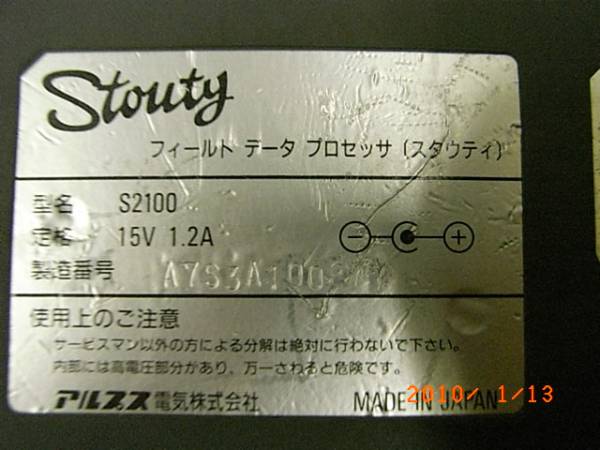 Stouty
フィールド データ プロセッサ (スタウティ)
型名 S2100
定格 15V 1.2A
製造番号
使用上のご注意
サービスマン以外の方による分解は絶対に行わないで下さい。
内部には高電圧部分があり、万一さわると危険です。
アルプス電気株式会社 MADE IN JAPAN
2010/ 1/13